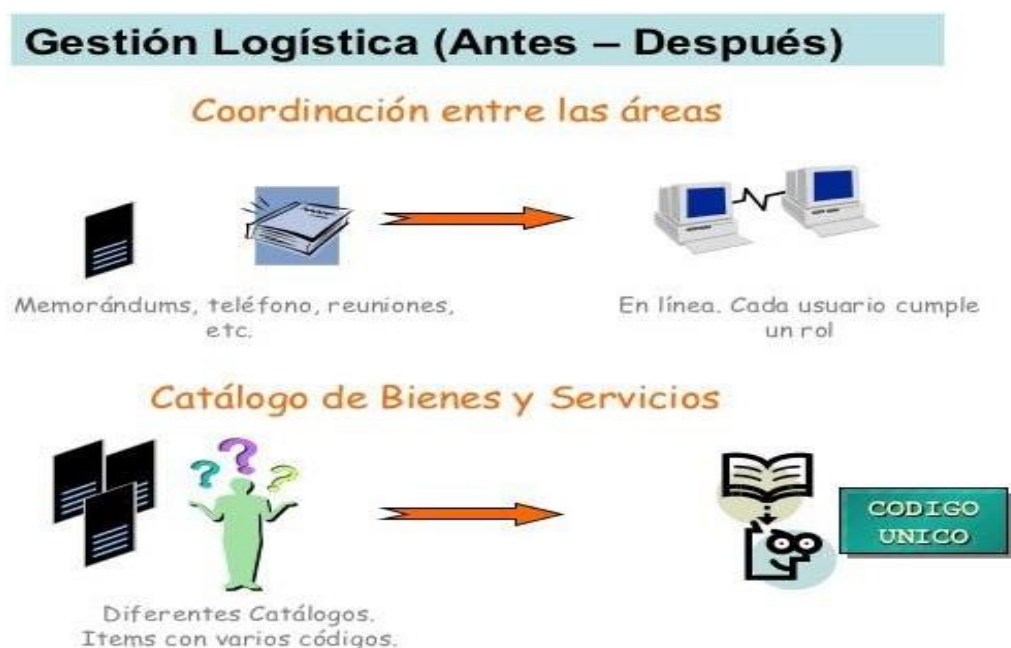 Gestión Logística (Antes – Después)
Coordinación entre las áreas
Memorándums, teléfono, reuniones,
etc.
En línea. Cada usuario cumple
un rol
Catálogo de Bienes y Servicios
CODIGO
UNICO
Diferentes Catálogos.
Items con varios códigos.